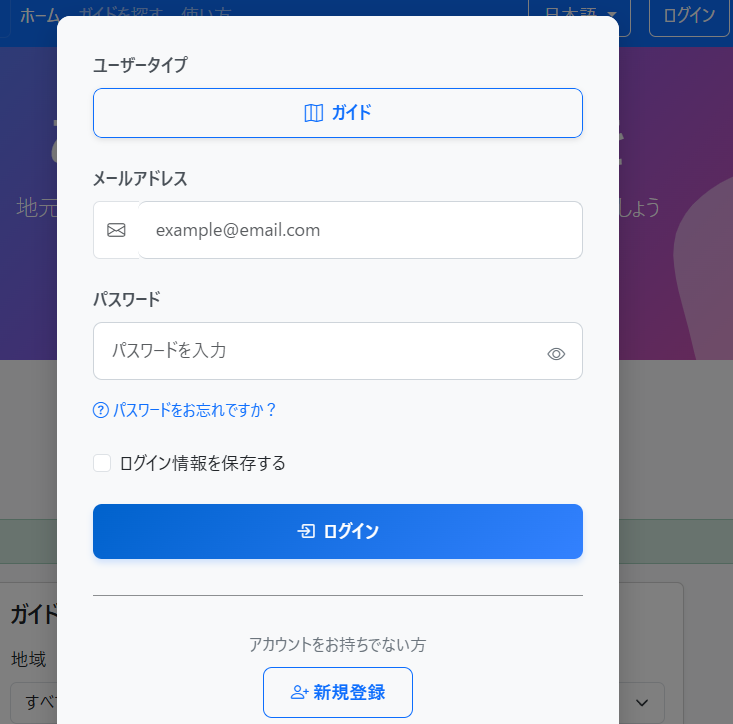 ホーム ガイドを探す 使い方 日本語 ログイン
ユーザータイプ
ガイド
メールアドレス
地元 しょう
example@email.com
パスワード
パスワードを入力
パスワードをお忘れですか？
ログイン情報を保存する
ログイン
ガイド
アカウントをお持ちでない方
地域
新規登録
すべ